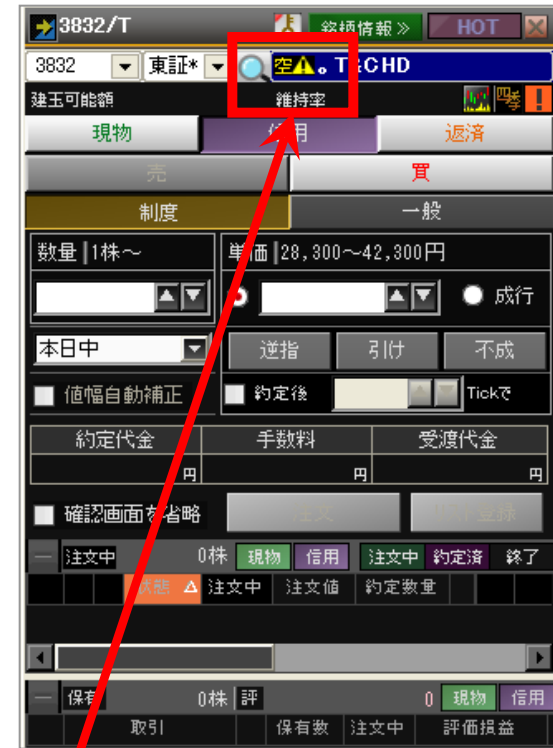 3832/T 銘柄情報≫ HOT
3832 東証* 空 。T&CHD
建玉可能額 維持率 四季
現物 信用 返済
売 買
制度 一般
数量 1株～ 単価 28,300～42,300円
成行
本日中 逆指 引け 不成
値幅自動補正 約定後 Tickで
約定代金 手数料 受渡代金
円 円 円
確認画面を省略 注文
注文中 0株 現物 信用 注文中 約定済 終了
状態 注文中 注文値 約定数量
保有 0株 評 0 現物 信用
取引 保有数 注文中 評価損益